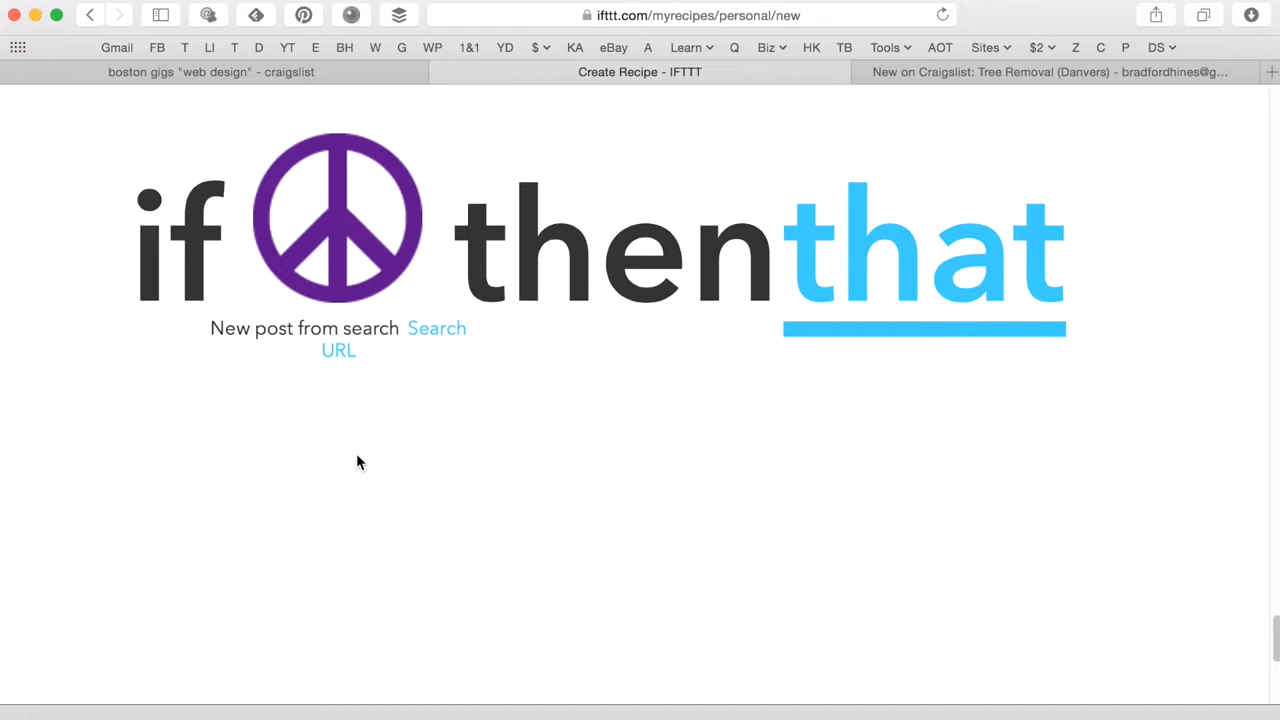 ifttt.com/myrecipes/personal/new
Gmail FB T LI T D YT E BH W G WP 1&1 YD $ KA eBay A Learn Q Biz HK TB Tools AOT Sites $2 Z C P DS
boston gigs "web design" - craigslist
Create Recipe - IFTTT
New on Craigslist: Tree Removal (Danvers) - bradfordhines@g...
if then that
New post from search Search
URL